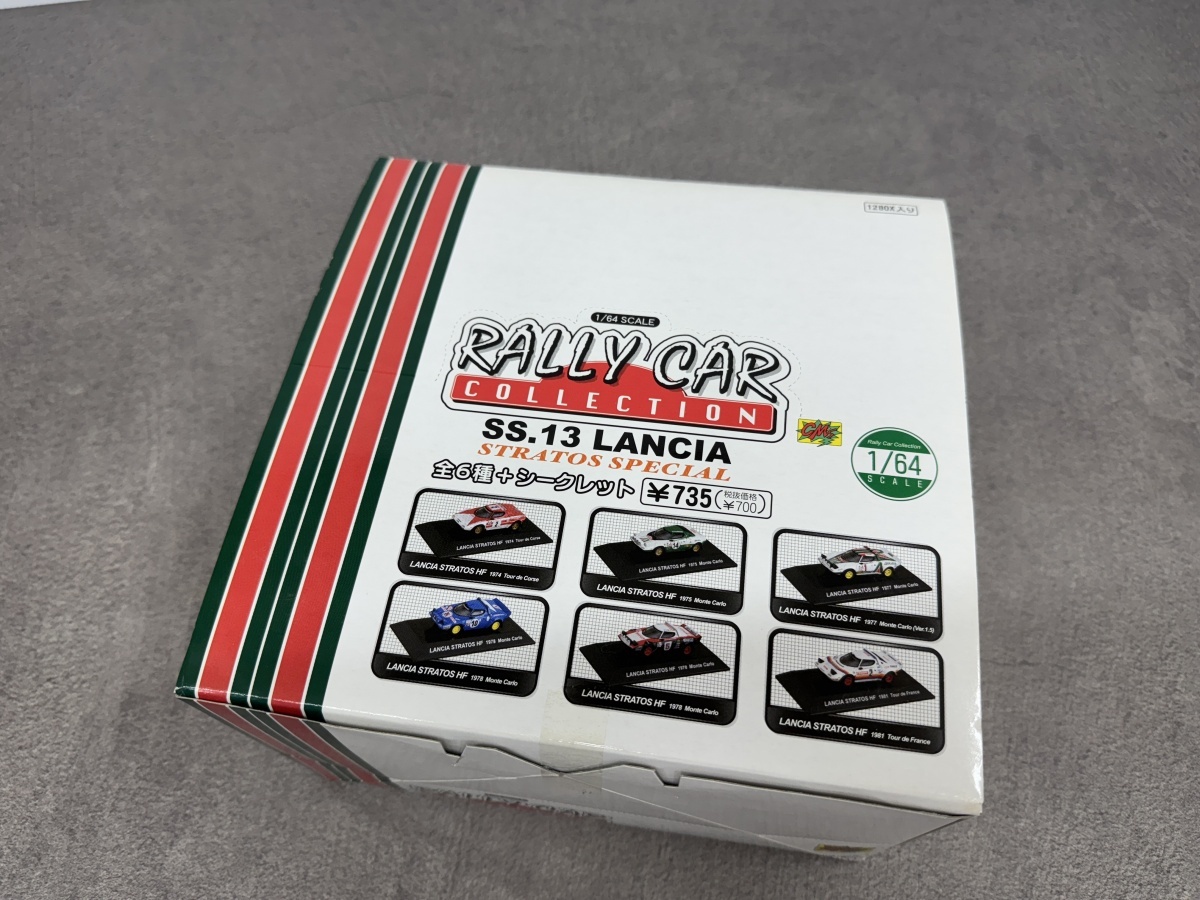 12BOX入り
1/64 SCALE
RALLY CAR
COLLECTION
SS.13 LANCIA
STRATOS SPECIAL
全6種+シークレット
¥735(税抜価格 ¥700)
CM's
Rally Car Collection
1/64
SCALE
LANCIA STRATOS HF 1974 Tour de Corse
LANCIA STRATOS HF 1974 Tour de Corse
LANCIA STRATOS HF 1975 Monte Carlo
LANCIA STRATOS HF 1975 Monte Carlo
LANCIA STRATOS HF 1977 Monte Carlo
LANCIA STRATOS HF 1977 Monte Carlo (Ver.1.5)
LANCIA STRATOS HF 1978 Monte Carlo
LANCIA STRATOS HF 1978 Monte Carlo
LANCIA STRATOS HF 1978 Monte Carlo
LANCIA STRATOS HF 1978 Monte Carlo
LANCIA STRATOS HF 1981 Tour de France
LANCIA STRATOS HF 1981 Tour de France